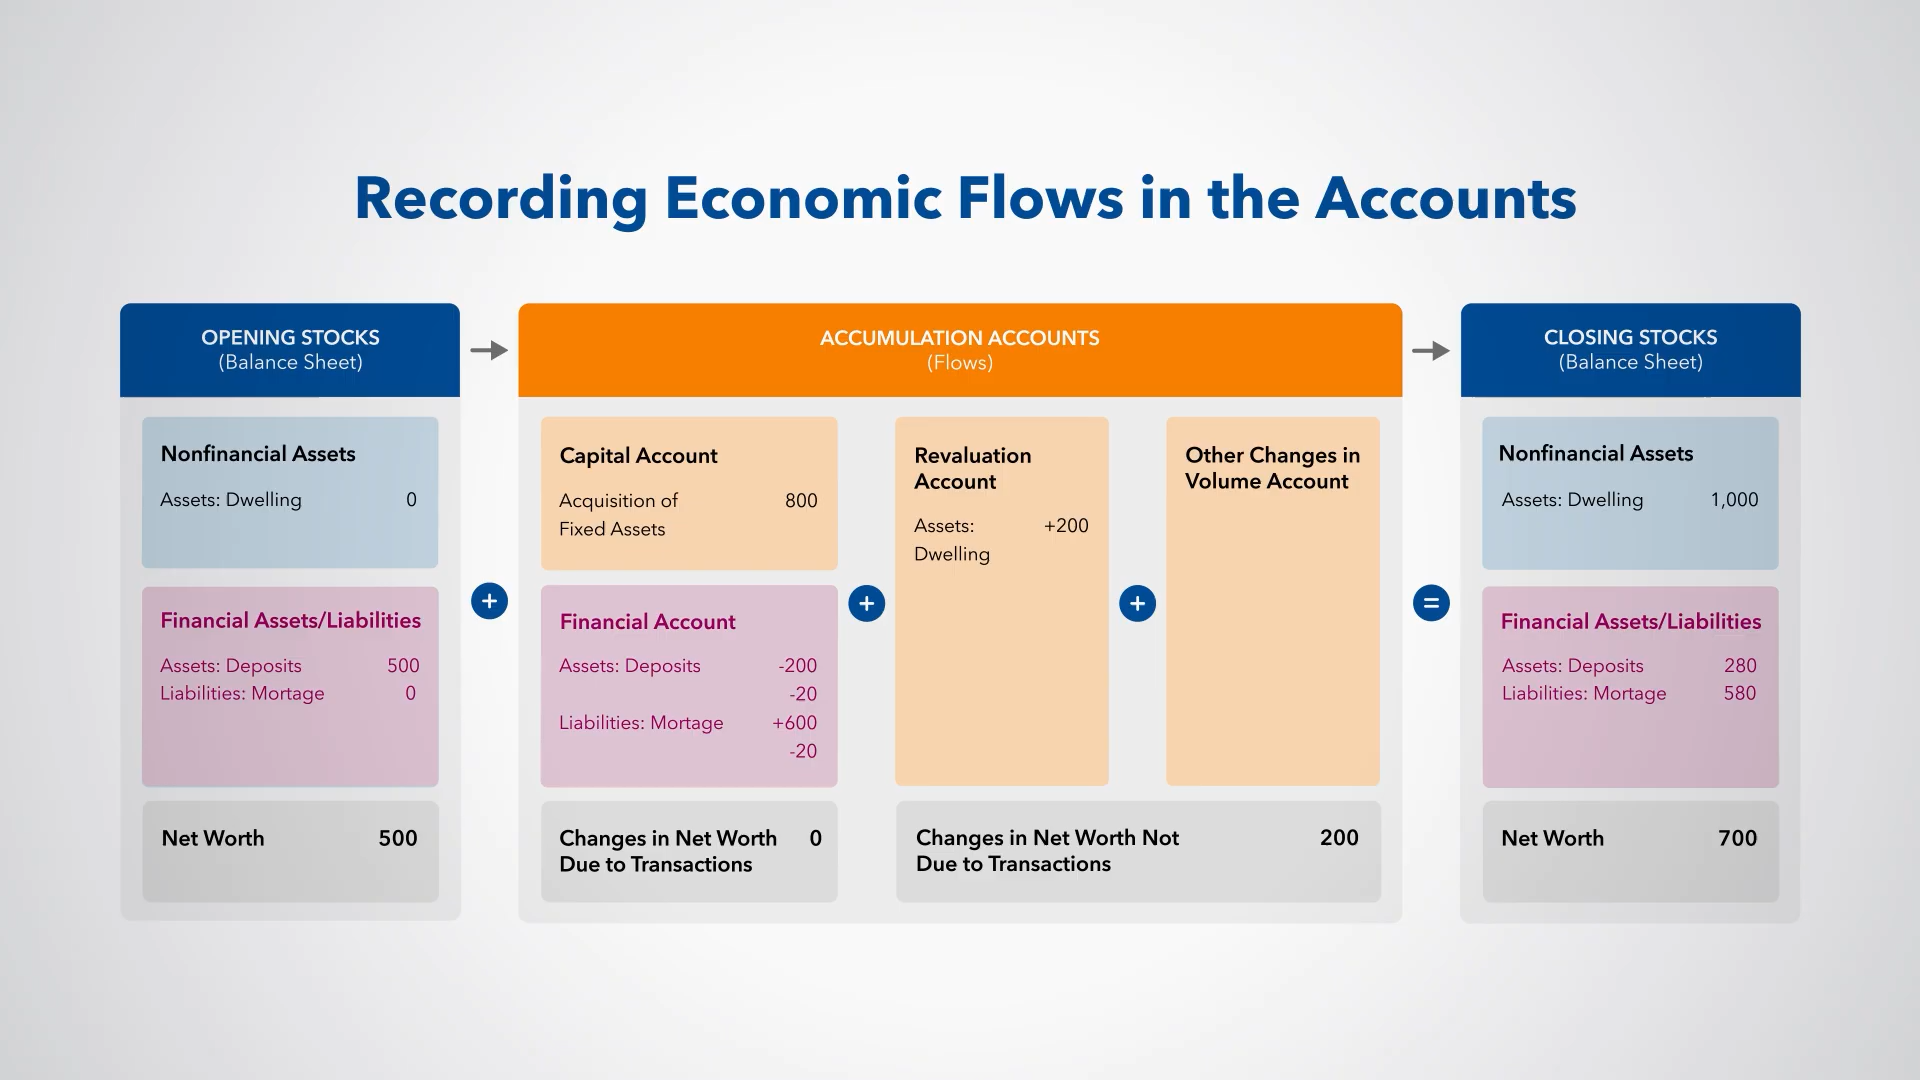 Recording Economic Flows in the Accounts
OPENING STOCKS
(Balance Sheet)
Nonfinancial Assets
Assets: Dwelling 0
Financial Assets/Liabilities
Assets: Deposits 500
Liabilities: Mortage 0
Net Worth 500
+
ACCUMULATION ACCOUNTS
(Flows)
Capital Account
Acquisition of 800
Fixed Assets
Financial Account
Assets: Deposits -200
-20
Liabilities: Mortage +600
-20
Changes in Net Worth 0
Due to Transactions
+
Revaluation
Account
Assets: +200
Dwelling
+
Other Changes in
Volume Account
Changes in Net Worth Not 200
Due to Transactions
=
CLOSING STOCKS
(Balance Sheet)
Nonfinancial Assets
Assets: Dwelling 1,000
Financial Assets/Liabilities
Assets: Deposits 280
Liabilities: Mortage 580
Net Worth 700